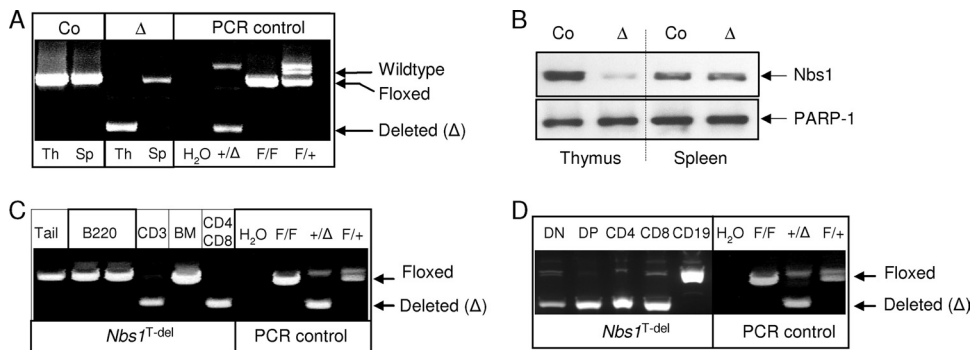 A
Co Δ PCR control
Wildtype
Floxed
Deleted (Δ)
Th Sp Th Sp H2O +/Δ F/F F/+
B
Co Δ Co Δ
Nbs1
PARP-1
Thymus Spleen
C
Tail B220 CD3 BM CD4 CD8 H2O F/F +/Δ F/+
Floxed
Deleted (Δ)
Nbs1T-del PCR control
D
DN DP CD4 CD8 CD19 H2O F/F +/Δ F/+
Floxed
Deleted (Δ)
Nbs1T-del PCR control